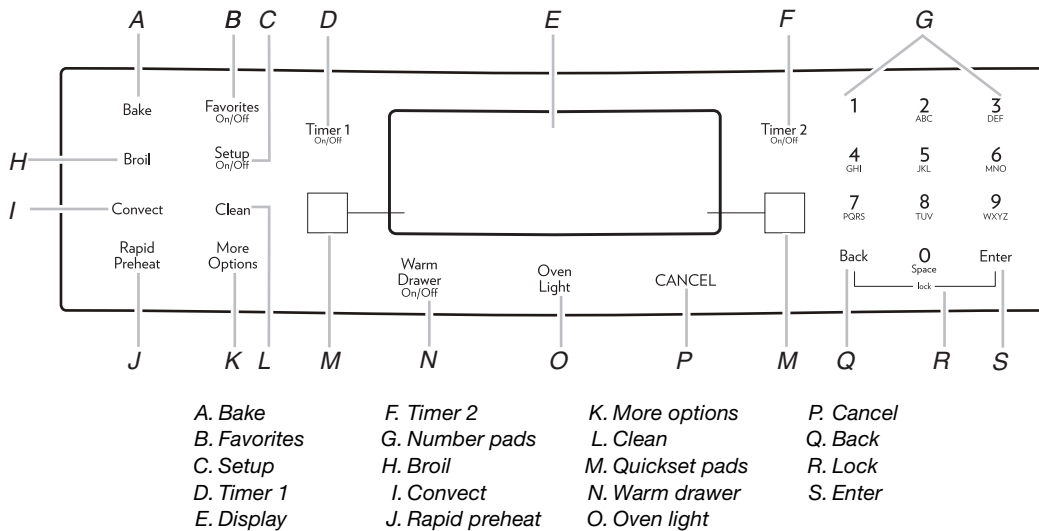 A B C D E F G
Bake
Favorites
On/Off
Timer 1
On/Off
Timer 2
On/Off
1 2 3
ABC DEF
H
Broil
Setup
On/Off
4 5 6
GHI JKL MNO
I
Convect
Clean
7 8 9
PQRS TUV WXYZ
Rapid
Preheat
More
Options
Warm
Drawer
On/Off
Oven
Light
CANCEL
Back
0
Space
Enter
lock
J K L M N O P M Q R S
A. Bake
B. Favorites
C. Setup
D. Timer 1
E. Display
F. Timer 2
G. Number pads
H. Broil
I. Convect
J. Rapid preheat
K. More options
L. Clean
M. Quickset pads
N. Warm drawer
O. Oven light
P. Cancel
Q. Back
R. Lock
S. Enter